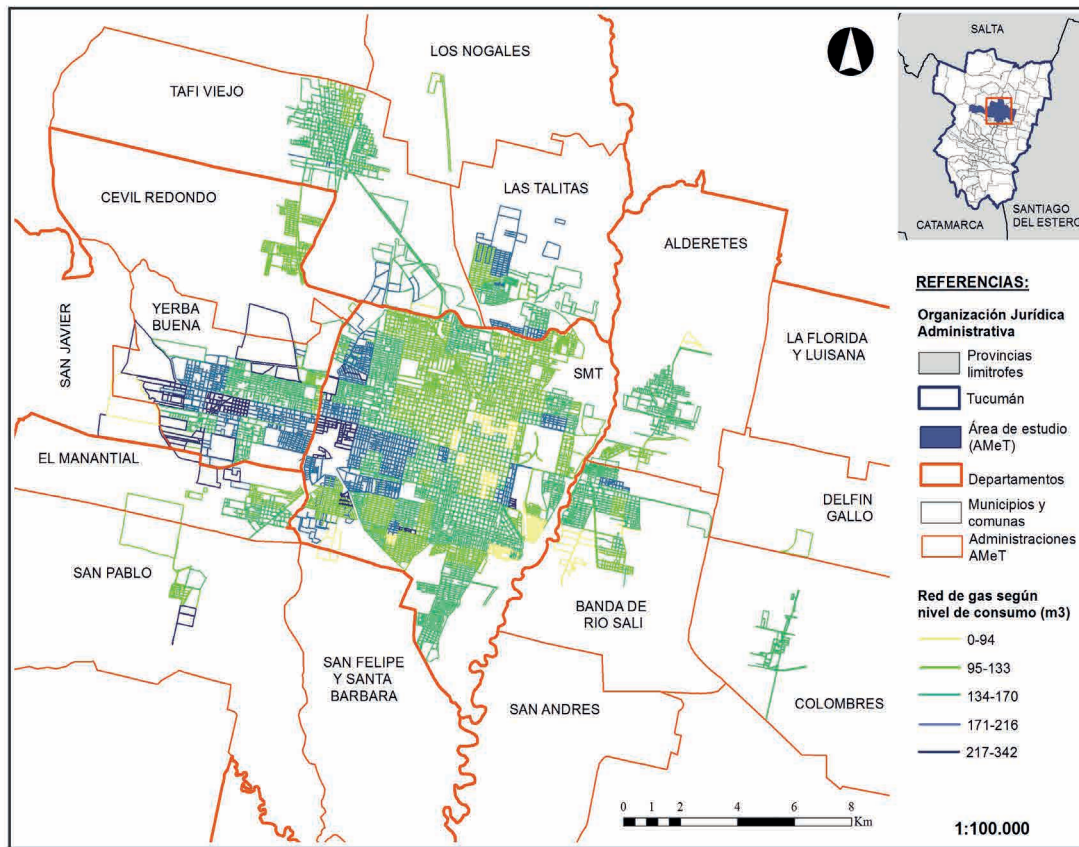 LOS NOGALES
TAFI VIEJO
CEVIL REDONDO
LAS TALITAS
ALDERETES
YERBA
BUENA
SAN JAVIER
LA FLORIDA
Y LUISANA
SMT
EL MANANTIAL
DELFIN
GALLO
SAN PABLO
BANDA DE
RIO SALI
SAN FELIPE
Y SANTA
BARBARA
SAN ANDRES
COLOMBRES
0 1 2 4 6 8
Km
SALTA
CATAMARCA
SANTIAGO
DEL ESTERO
REFERENCIAS:
Organización Jurídica
Administrativa
Provincias
limitrofes
Tucumán
Área de estudio
(AMeT)
Departamentos
Municipios y
comunas
Administraciones
AMeT
Red de gas según
nivel de consumo (m3)
0-94
95-133
134-170
171-216
217-342
1:100.000